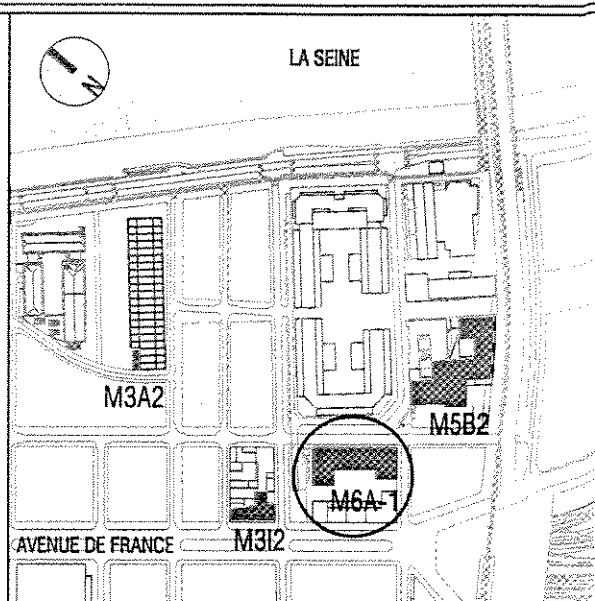 N
LA SEINE
M3A2
M5B2
M6A-1
AVENUE DE FRANCE
M3I2